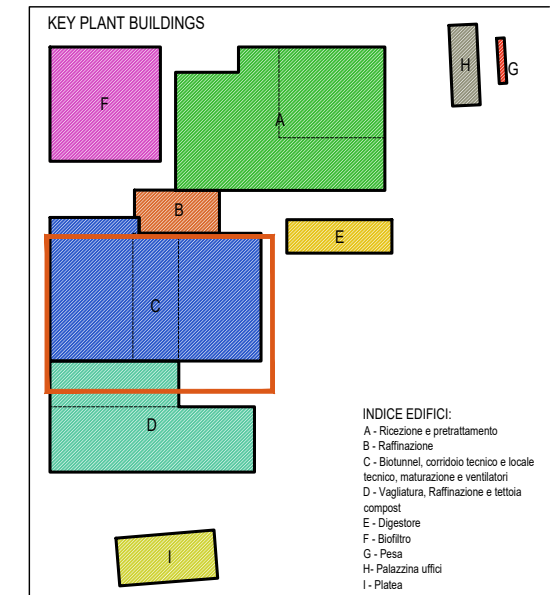 KEY PLANT BUILDINGS
H
G
F
A
B
E
C
D
I
INDICE EDIFICI:
A - Ricezione e pretrattamento
B - Raffinazione
C - Biotunnel, corridoio tecnico e locale
tecnico, maturazione e ventilatori
D - Vagliatura, Raffinazione e tettoia
compost
E - Digestore
F - Biofiltro
G - Pesa
H- Palazzina uffici
I - Platea